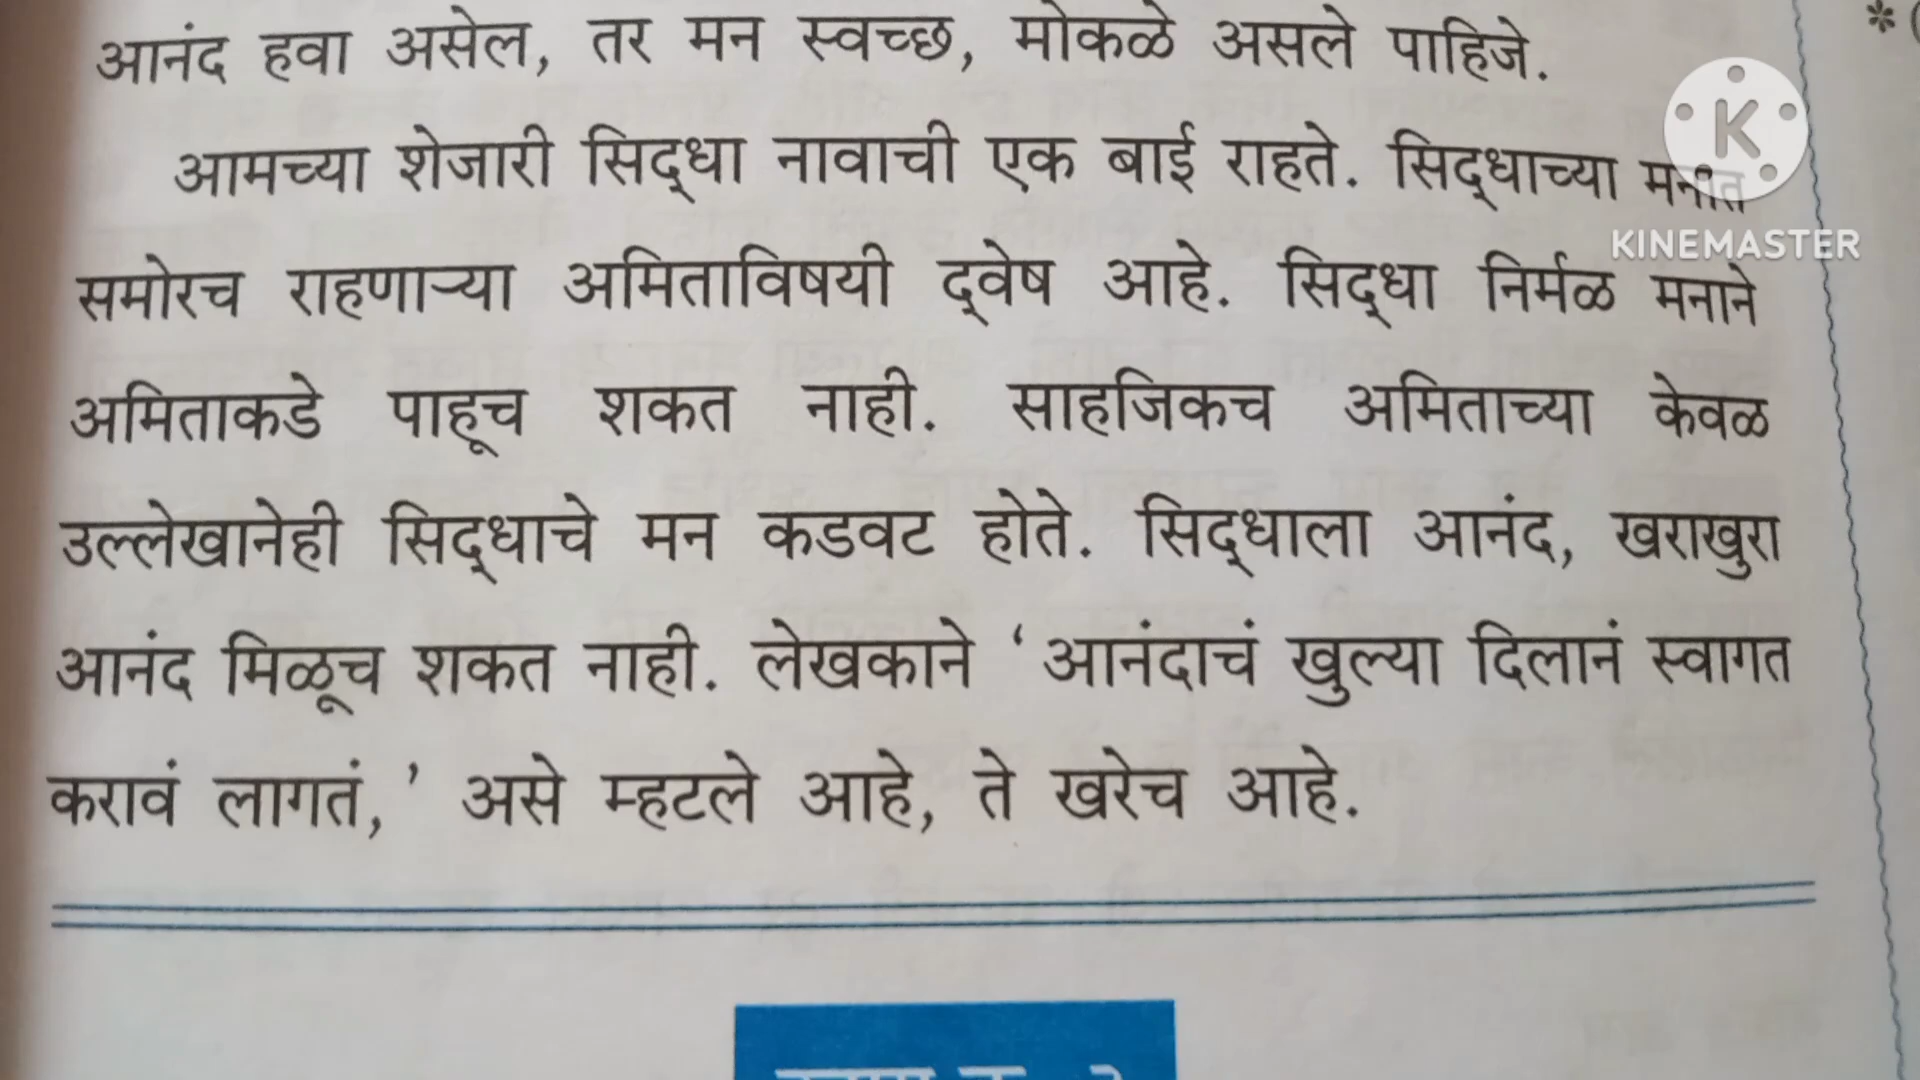 आनंद हवा असेल, तर मन स्वच्छ, मोकळे असले पाहिजे.
आमच्या शेजारी सिद्‌धा नावाची एक बाई राहते. सिद्‌धाच्या मनात
समोरच राहणाऱ्या अमिताविषयी द्‌वेष आहे. सिद्‌धा निर्मळ मनाने
अमिताकडे पाहूच शकत नाही. साहजिकच अमिताच्या केवळ
उल्लेखानेही सिद्‌धाचे मन कडवट होते. सिद्‌धाला आनंद, खराखुरा
आनंद मिळूच शकत नाही. लेखकाने ‘आनंदाचं खुल्या दिलानं स्वागत
करावं लागतं,’ असे म्हटले आहे, ते खरेच आहे.
*(
K
KINEMASTER